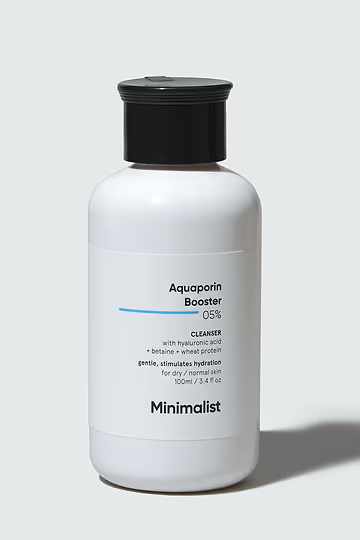 Aquaporin
Booster
05%
CLEANSER
with hyaluronic acid
+ betaine + wheat protein
gentle, stimulates hydration
for dry / normal skin
100ml / 3.4 fl oz
Minimalist